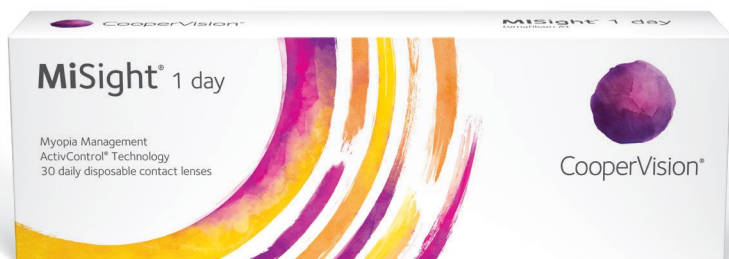 CooperVision®
MiSight® 1 day
MiSight® 1 day
Myopia Management
ActivControl® Technology
30 daily disposable contact lenses
CooperVision®